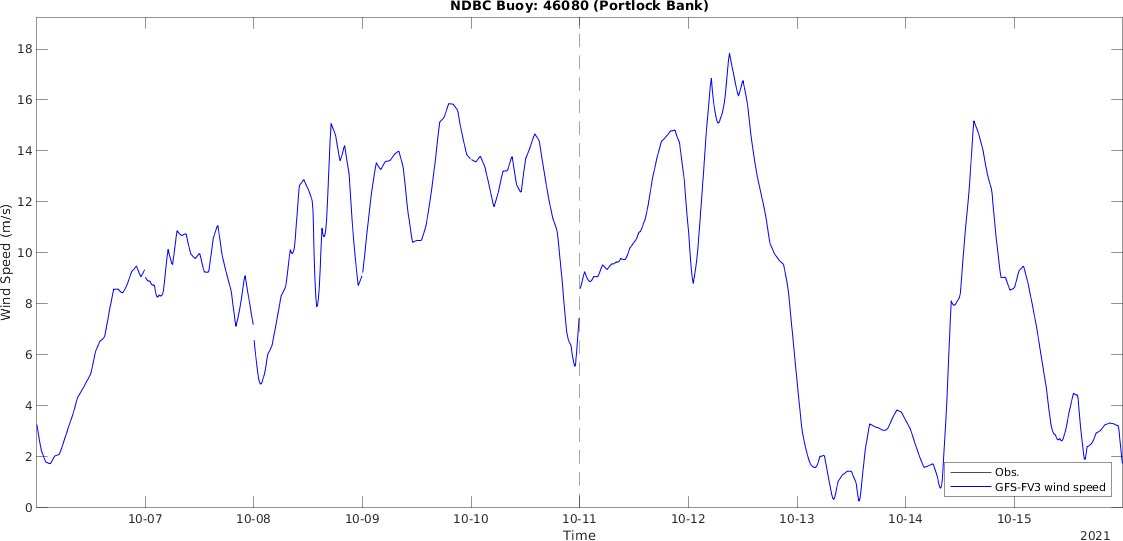 NDBC Buoy: 46080 (Portlock Bank)
18
16
14
12
10
8
6
4
2
0
Wind Speed (m/s)
Obs.
GFS-FV3 wind speed
10-07 10-08 10-09 10-10 10-11 10-12 10-13 10-14 10-15
Time
2021